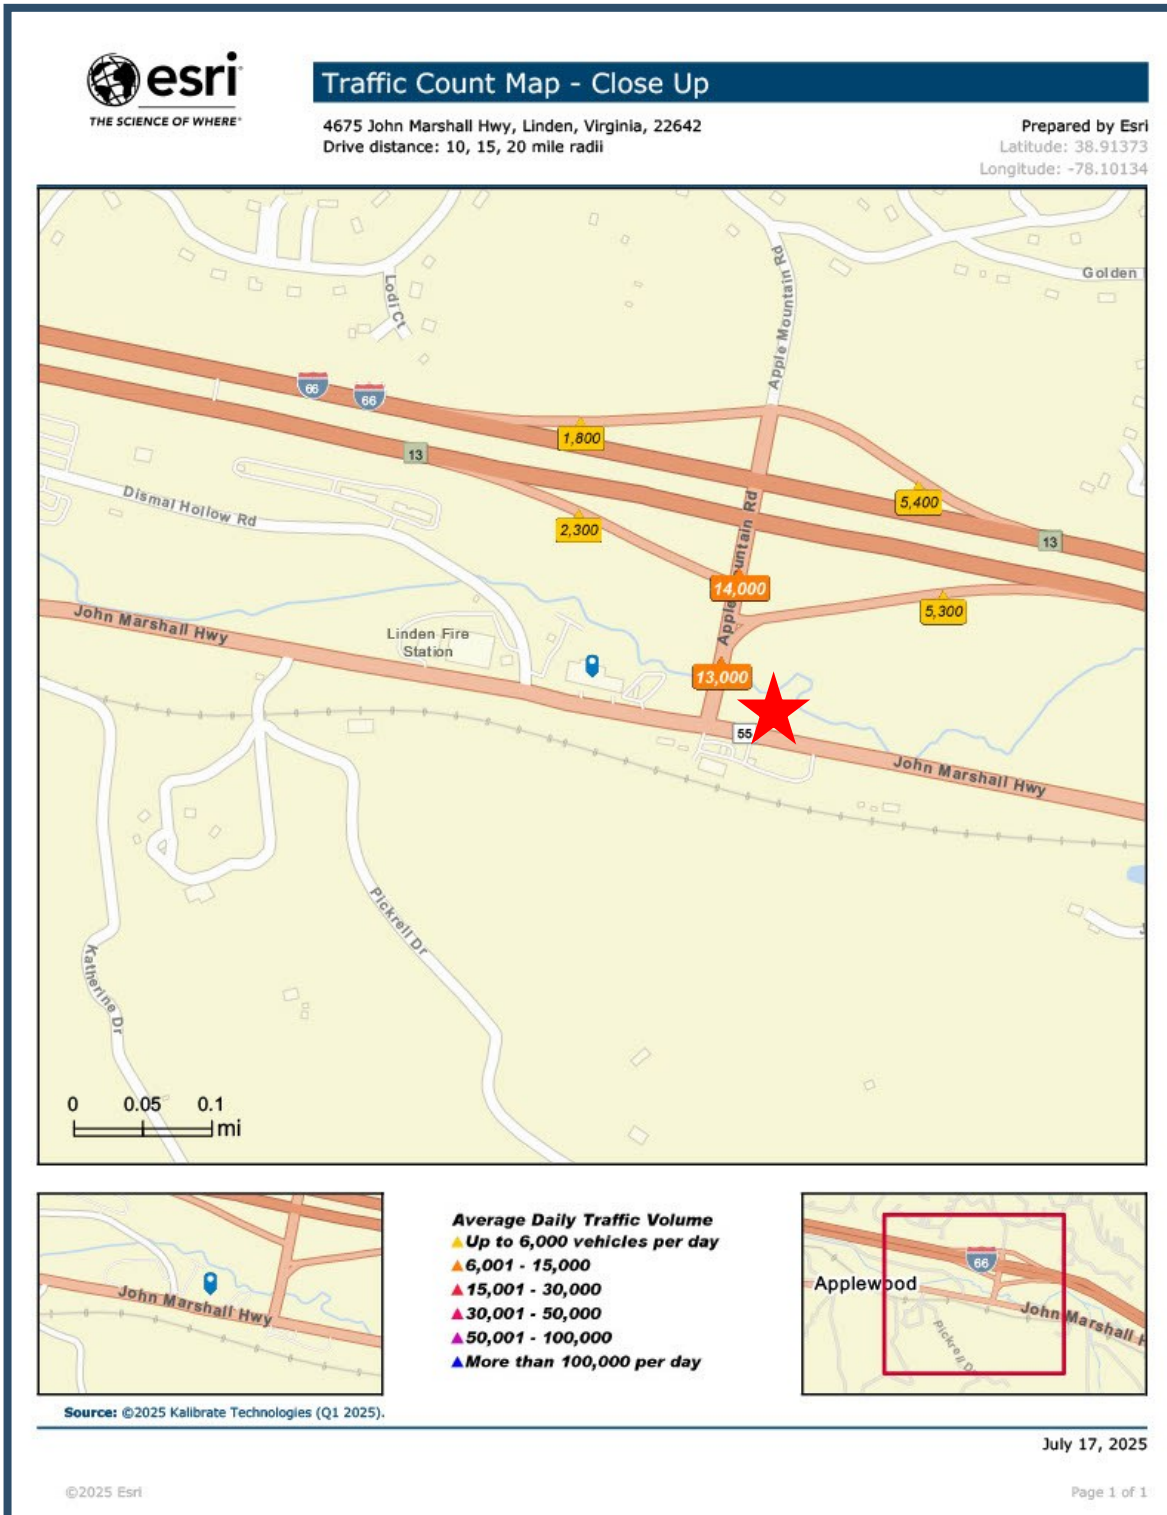 esri
THE SCIENCE OF WHERE®
Traffic Count Map - Close Up
4675 John Marshall Hwy, Linden, Virginia, 22642
Drive distance: 10, 15, 20 mile radii
Prepared by Esri
Latitude: 38.91373
Longitude: -78.10134
Lodi Ct
Apple Mountain Rd
Golden
66
66
1,800
13
Dismal Hollow Rd
2,300
5,400
13
Apple Mountain Rd
14,000
5,300
John Marshall Hwy
Linden Fire
Station
13,000
55
John Marshall Hwy
Pickrell Dr
Katherine Dr
0 0.05 0.1
mi
John Marshall Hwy
Average Daily Traffic Volume
Up to 6,000 vehicles per day
6,001 - 15,000
15,001 - 30,000
30,001 - 50,000
50,001 - 100,000
More than 100,000 per day
66
Applewood
John Marshall H
Pickrell Dr
Source: ©2025 Kalibrate Technologies (Q1 2025).
July 17, 2025
©2025 Esri
Page 1 of 1